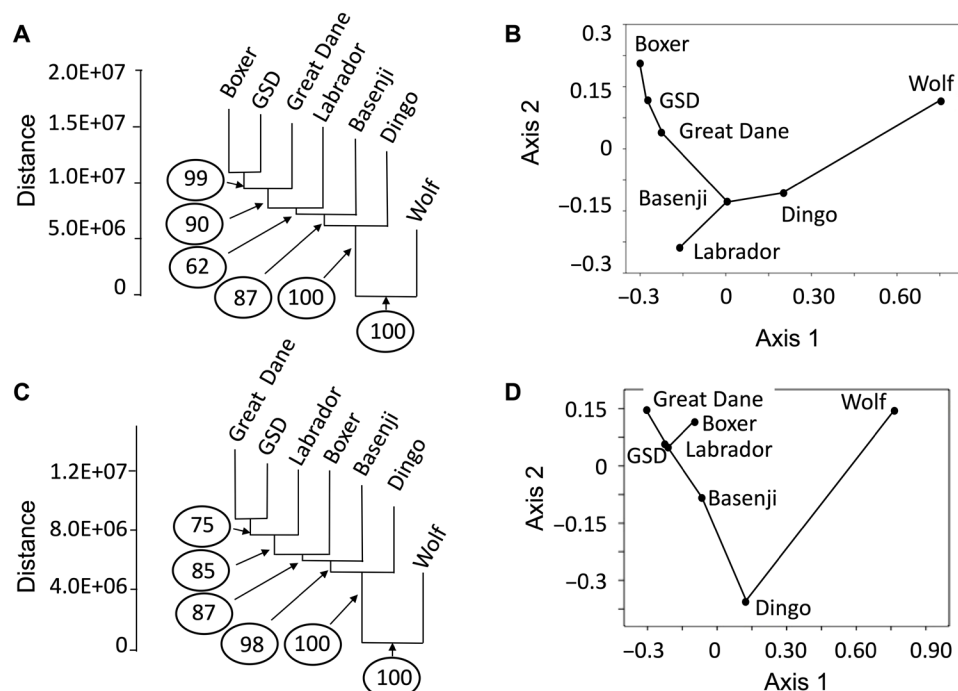 A
Boxer
GSD
Great Dane
Labrador
Basenji
Dingo
Wolf
Distance
2.0E+07
1.5E+07
1.0E+07
5.0E+06
0
99
90
62
87
100
100
B
Axis 2
0.3
0.15
0
−0.15
−0.3
Boxer
GSD
Great Dane
Wolf
Basenji
Dingo
Labrador
−0.3
0
0.30
0.60
Axis 1
C
Great Dane
GSD
Labrador
Boxer
Basenji
Dingo
Wolf
Distance
1.2E+07
8.0E+06
4.0E+06
0
75
85
87
98
100
100
D
Axis 2
0.15
0
−0.15
−0.3
Great Dane
Boxer
Labrador
GSD
Basenji
Wolf
Dingo
−0.3
0
0.30
0.60
0.90
Axis 1